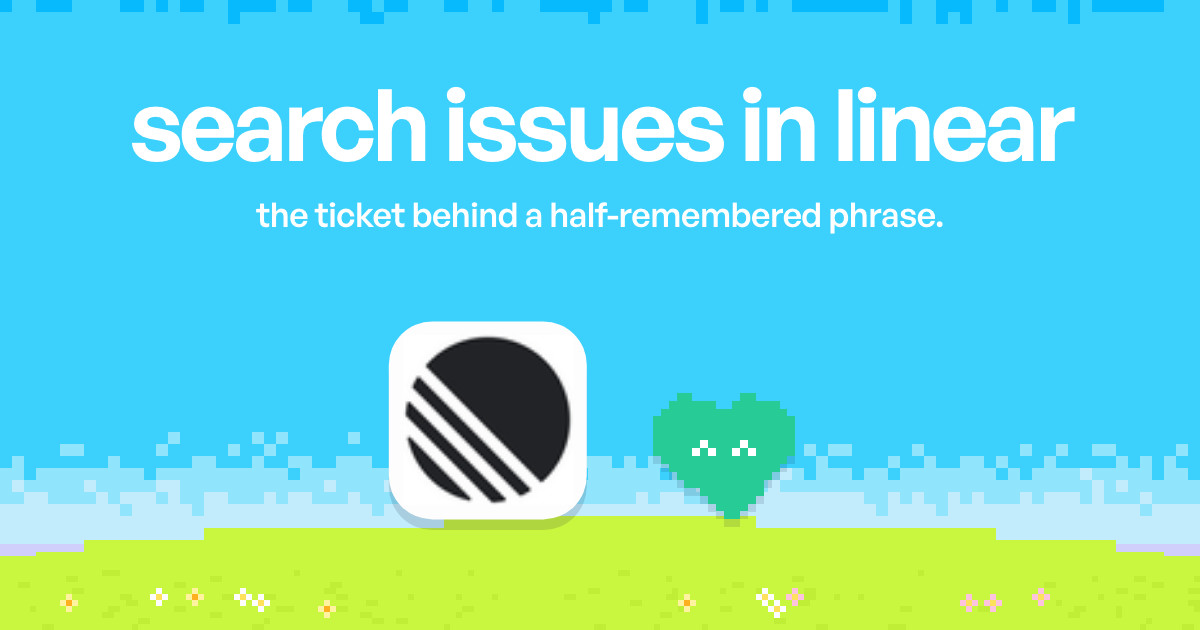 search issues in linear
the ticket behind a half-remembered phrase.